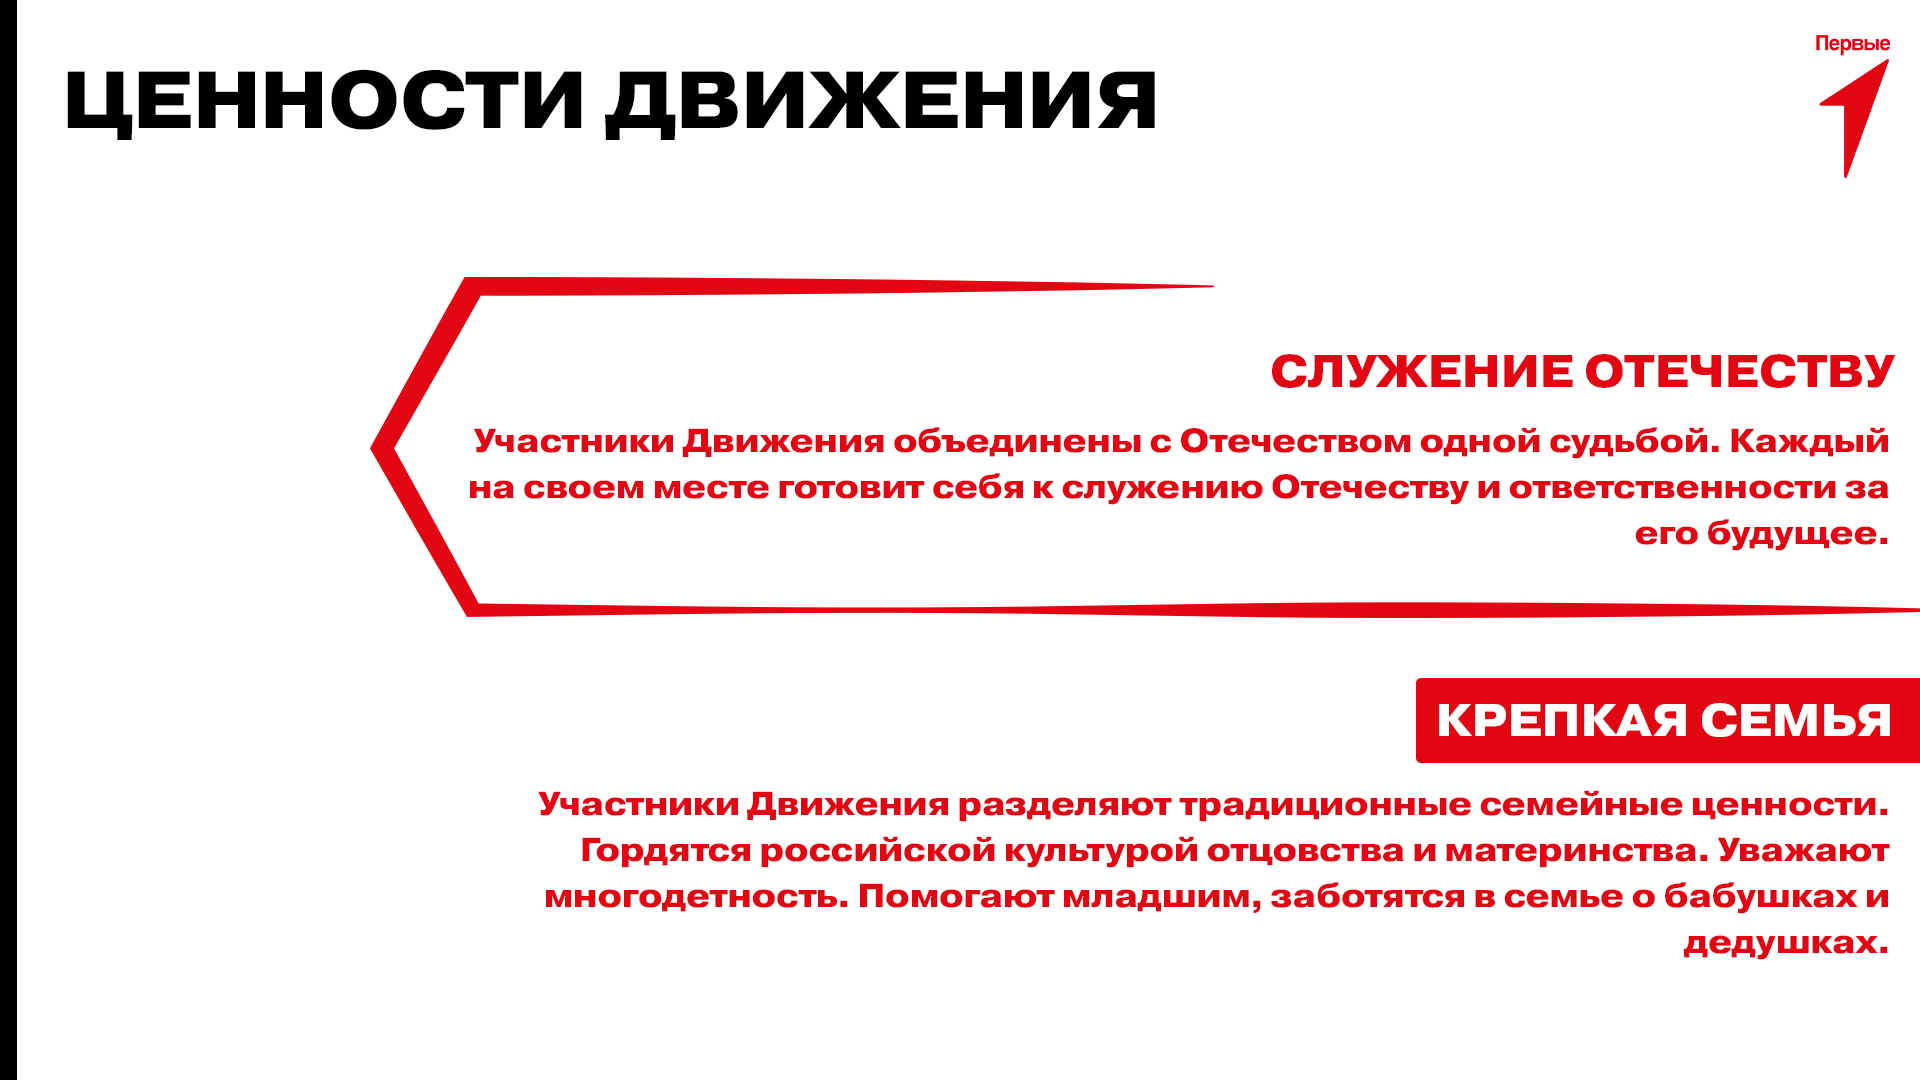 ЦЕННОСТИ ДВИЖЕНИЯ
Первые
СЛУЖЕНИЕ ОТЕЧЕСТВУ
Участники Движения объединены с Отечеством одной судьбой. Каждый
на своем месте готовит себя к служению Отечеству и ответственности за
его будущее.
КРЕПКАЯ СЕМЬЯ
Участники Движения разделяют традиционные семейные ценности.
Гордятся российской культурой отцовства и материнства. Уважают
многодетность. Помогают младшим, заботятся в семье о бабушках и
дедушках.